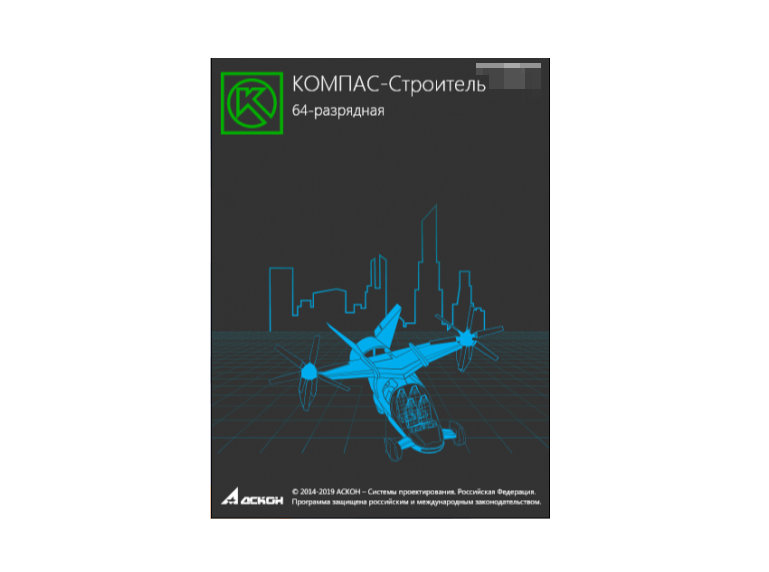 КОМПАС-Строитель
64-разрядная
АСКОН
© 2014-2019 АСКОН – Системы проектирования. Российская Федерация.
Программа защищена российским и международным законодательством.